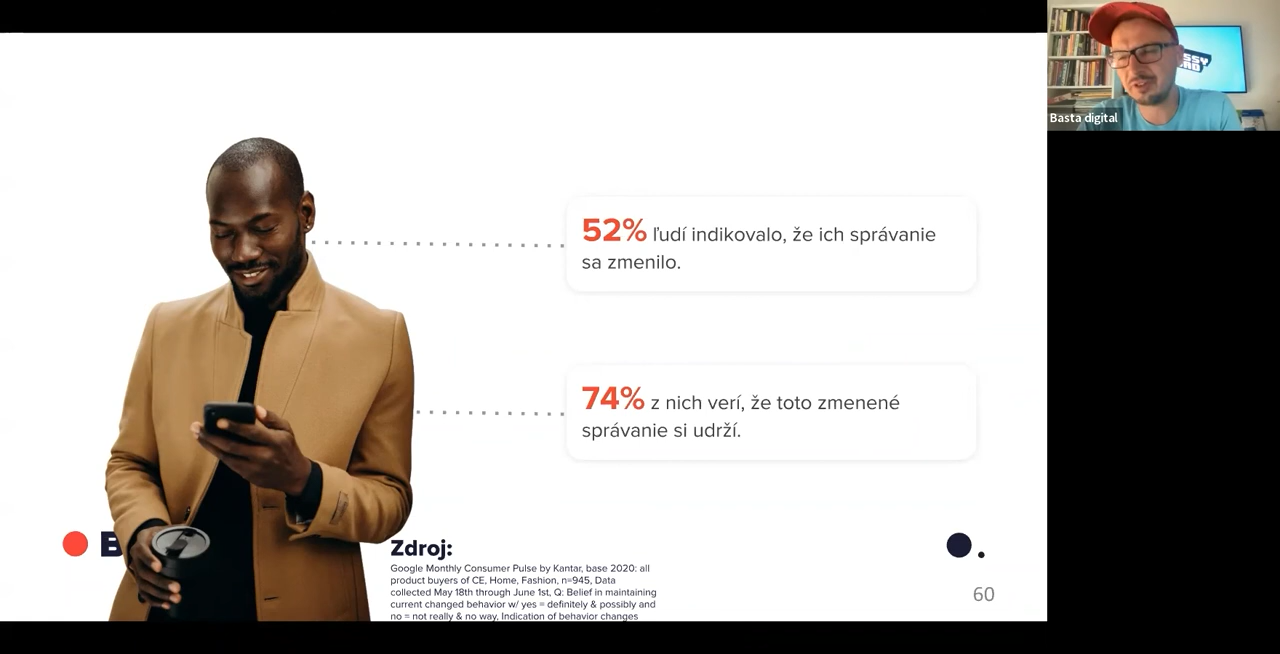 52% ľudí indikovalo, že ich správanie
sa zmenilo.
74% z nich verí, že toto zmenené
správanie si udrží.
B
Zdroj:
Google Monthly Consumer Pulse by Kantar, base 2020: all
product buyers of CE, Home, Fashion, n=945, Data
collected May 18th through June 1st, Q: Belief in maintaining
current changed behavior w/ yes = definitely & possibly and
no = not really & no way. Indication of behavior changes
60
Basta digital